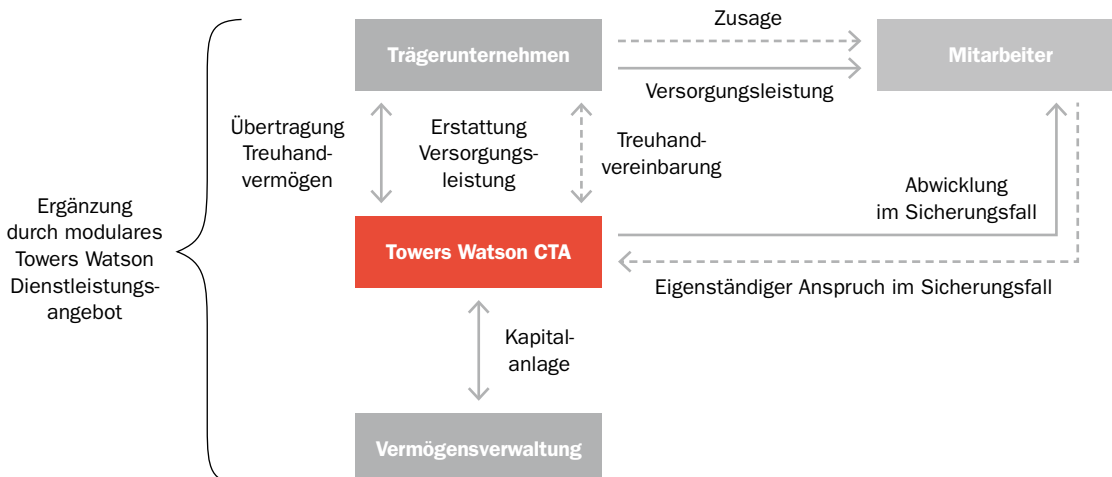 Zusage
Trägerunternehmen
Mitarbeiter
Versorgungsleistung
Übertragung
Treuhand-
vermögen
Erstattung
Versorgungs-
leistung
Treuhand-
vereinbarung
Abwicklung
im Sicherungsfall
Ergänzung
durch modulares
Towers Watson
Dienstleistungs-
angebot
Towers Watson CTA
Eigenständiger Anspruch im Sicherungsfall
Kapital-
anlage
Vermögensverwaltung